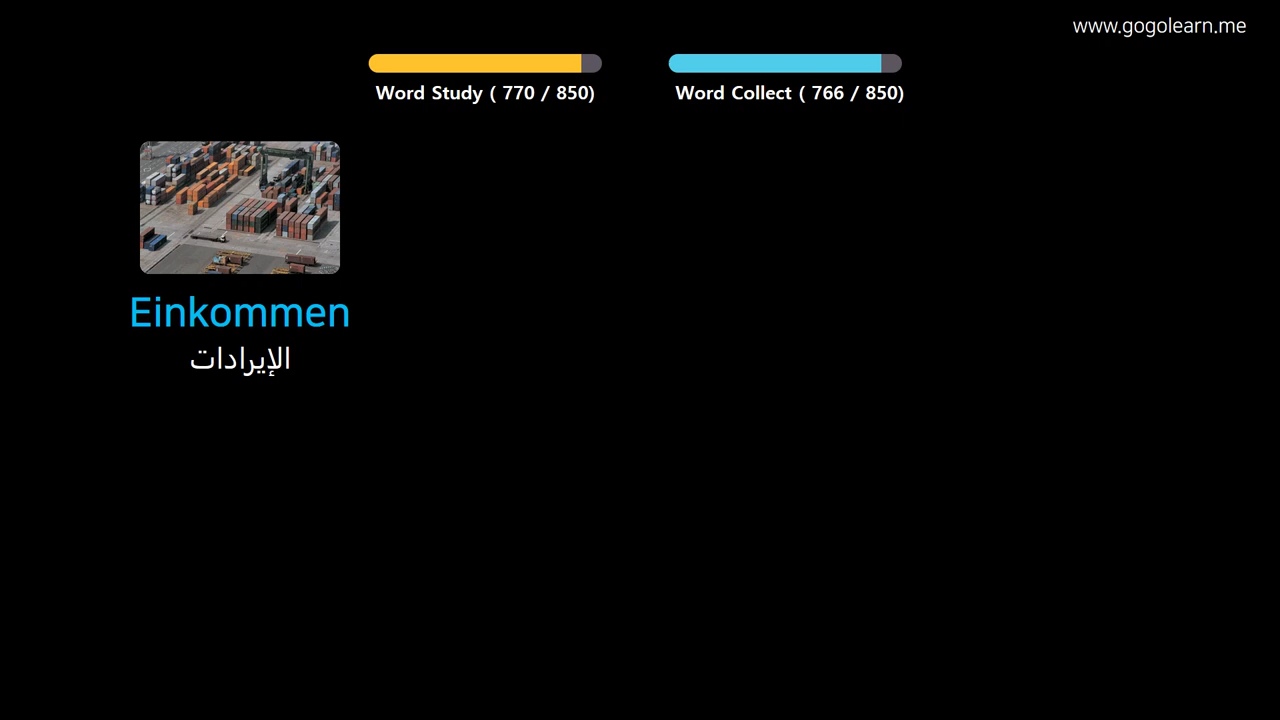 www.gogolearn.me
Word Study ( 770 / 850)
Word Collect ( 766 / 850)
Einkommen
الإيرادات